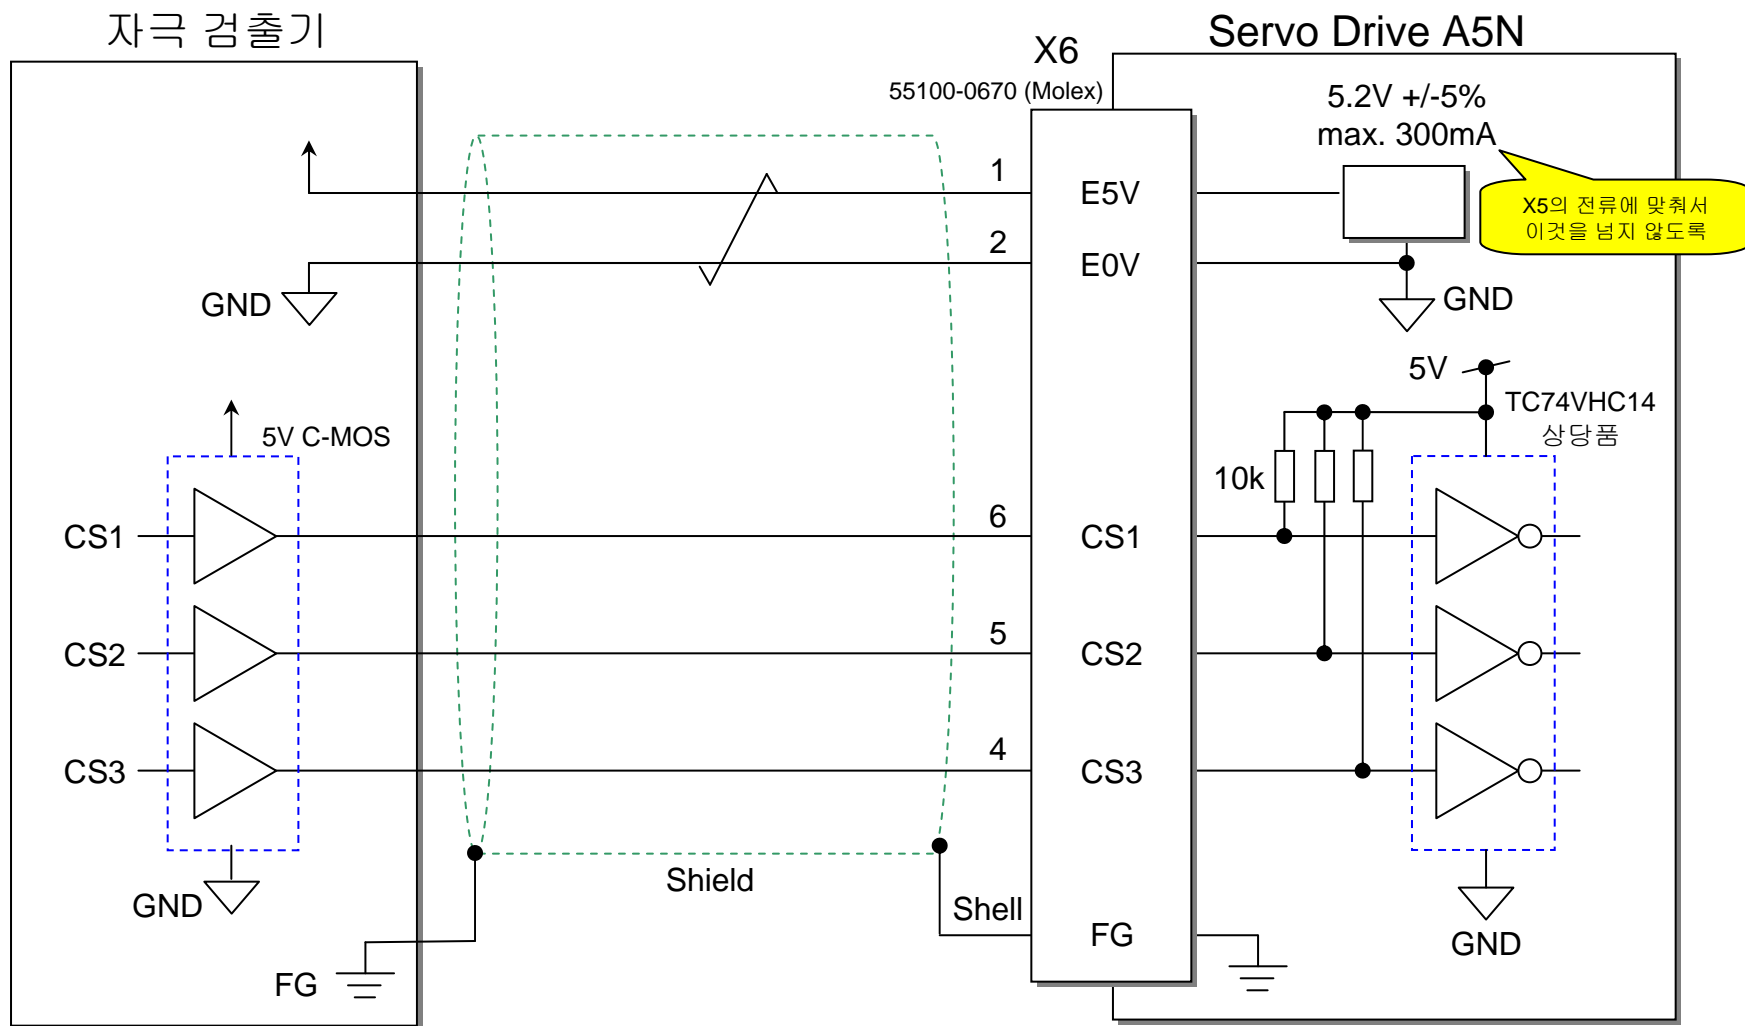 자극 검출기
Servo Drive A5N
X6
55100-0670 (Molex)
5.2V +/-5%
max. 300mA
X5의 전류에 맞춰서
이것을 넘지 않도록
1
E5V
2
E0V
GND
GND
5V
TC74VHC14
상당품
5V C-MOS
10k
CS1
6
CS1
CS2
5
CS2
CS3
4
CS3
Shield
GND
Shell
FG
GND
FG